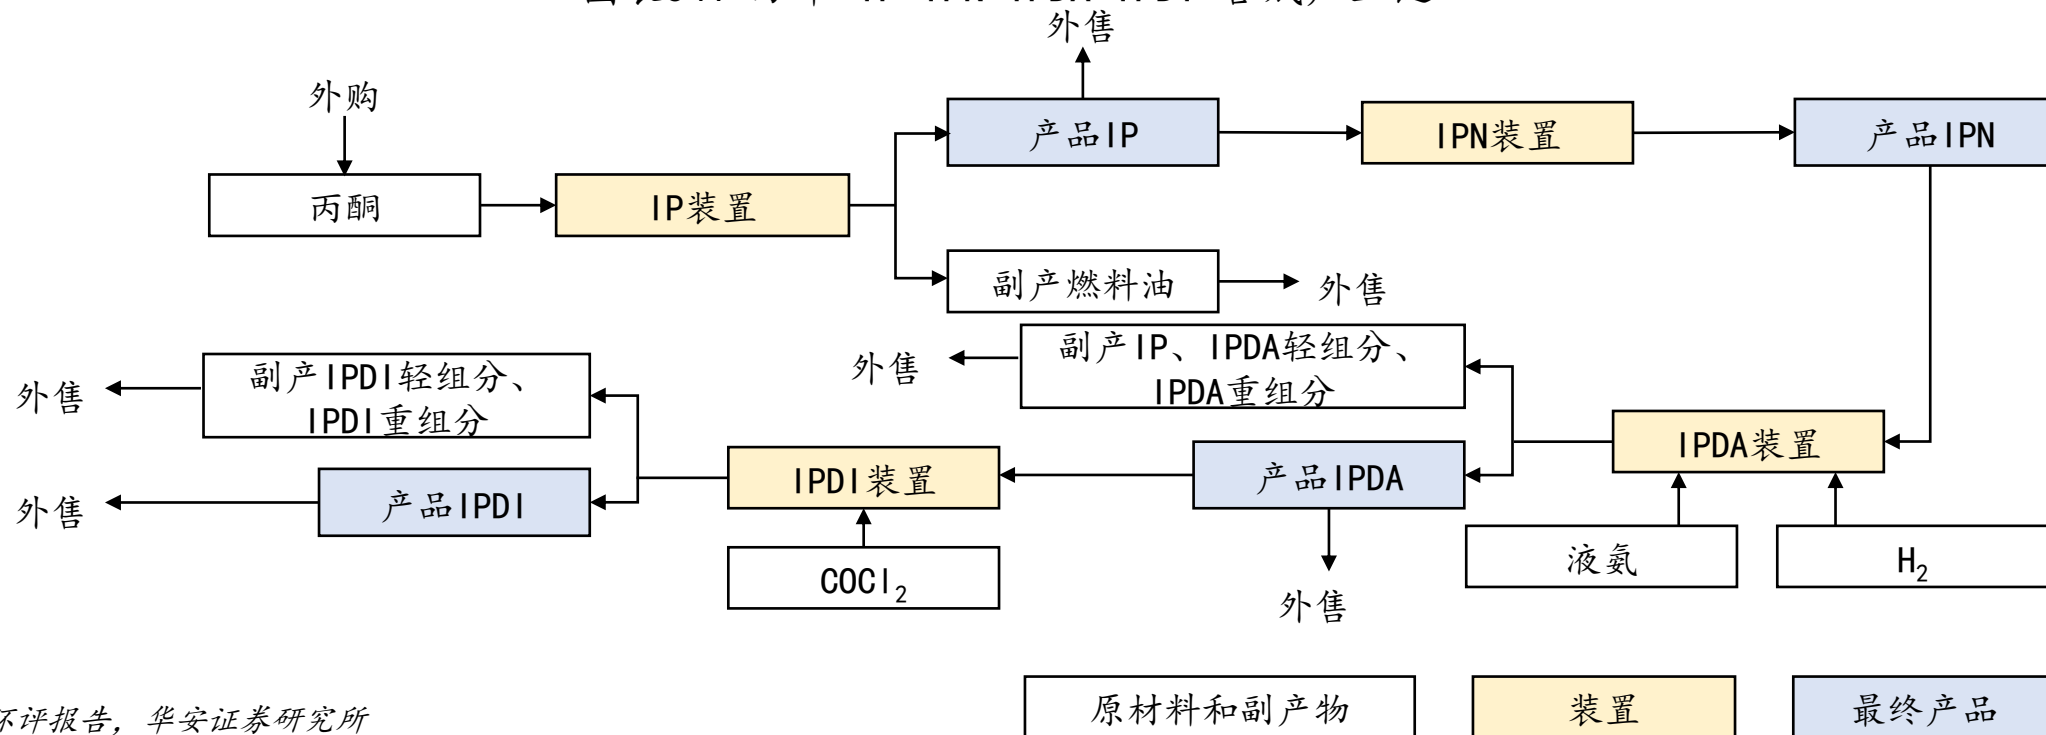 外售
外购
产品IP
IPN装置
产品IPN
丙酮
IP装置
副产燃料油
外售
副产IP、IPDA轻组分、
IPDA重组分
外售
副产IPDI轻组分、
IPDI重组分
外售
IPDA装置
产品IPDA
IPDI装置
产品IPDI
外售
液氨
H₂
COCl₂
外售
原材料和副产物
装置
最终产品
评报告，华安证券研究所